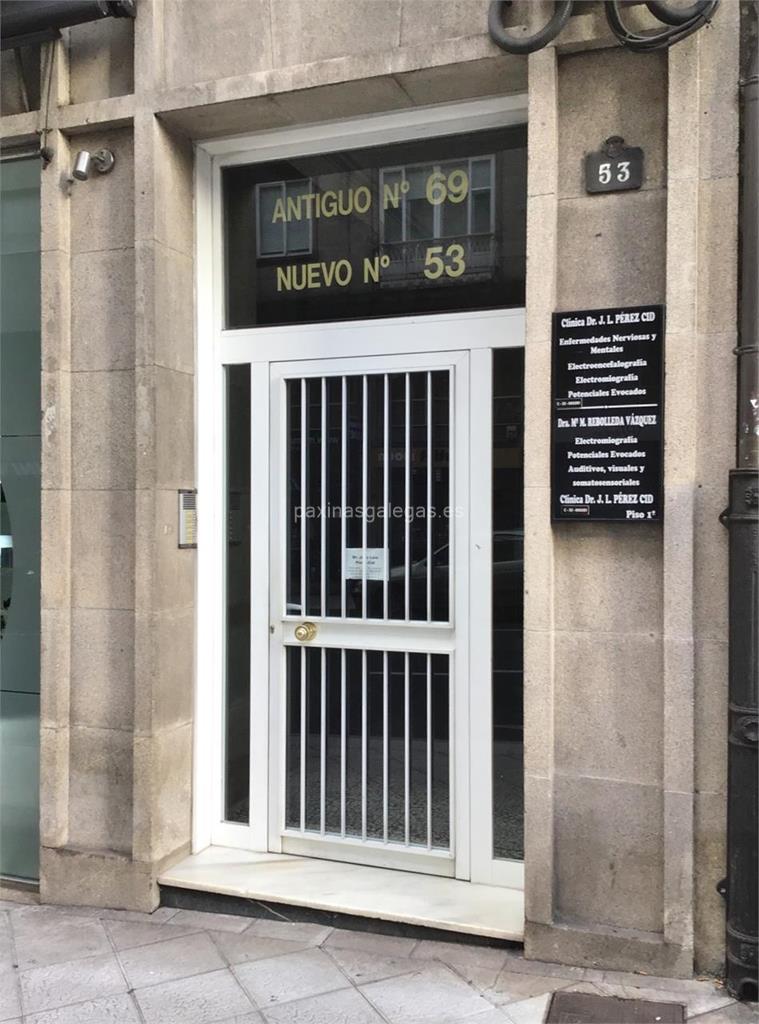 ANTIGUO Nº 69
NUEVO Nº 53
53
Clínica Dr. J. L. PÉREZ CID
Enfermedades Nerviosas y
Mentales
Electroencefalografía
Electromiografía
Potenciales Evocados
Dra. Mª M. REBOLLEDA VÁZQUEZ
Electromiografía
Potenciales Evocados
Auditivos, visuales y
somatosensoriales
Clínica Dr. J. L. PÉREZ CID
Piso 1º
paxinasgalegas.es